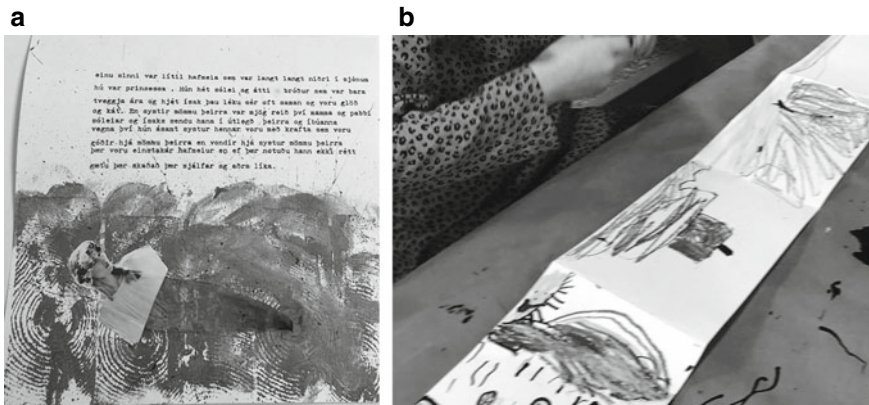 a
b
einu sinni var lítil hafmeia sem var langt langt niðri í sjónum
hú var prinsessa . Hún hét sólei og átti bróður sem var bara
tveggja ára og hjét ísak þau léku sér oft saman og voru glöð
og kát. En systir mömmu þeirra var mjög reið því mamma og pabbi
sóleiar og ísaks sendu hana í útlegð þeirra og íbúanna
vegna því hún ásamt systur hennar voru með krafta sem voru
góðir hjá mömmu þeirra en vondir hjá systur mömmu þeirra
þær voru einstakár hafmeiur en ef þær notuðu hann ekki rétt
gætu þær skaðað þær sjálfar og aðra líka.